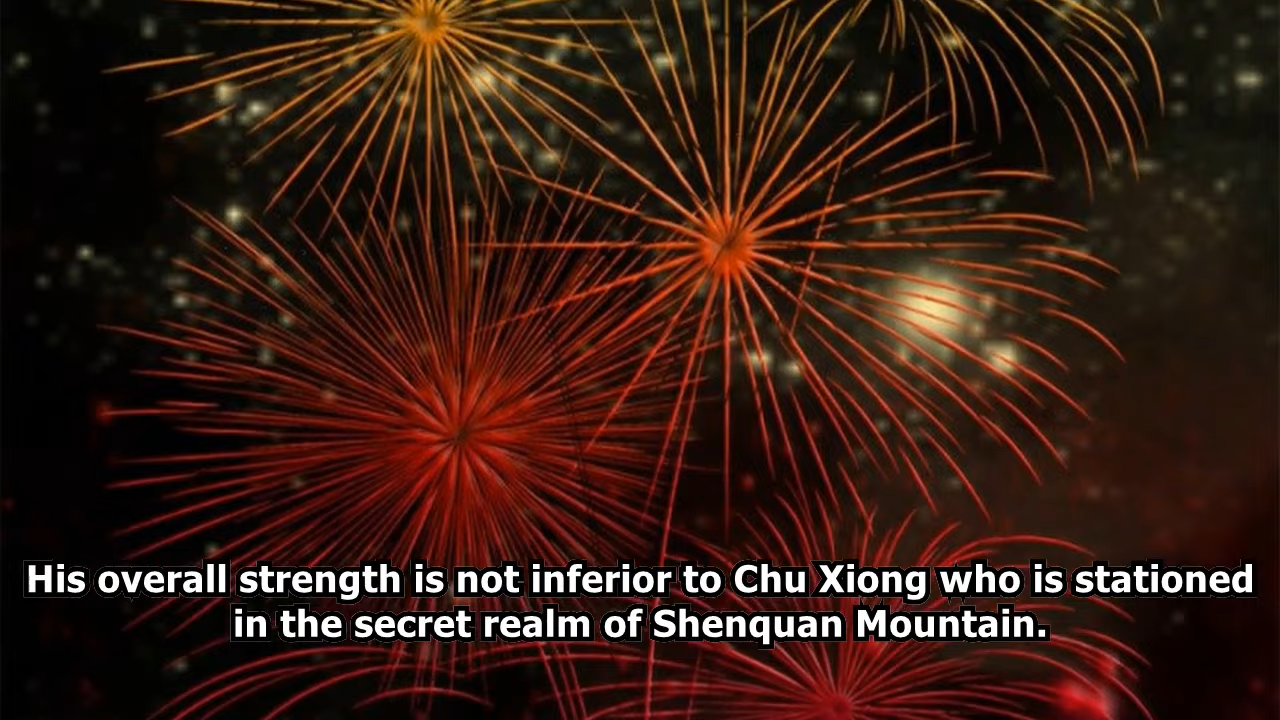 His overall strength is not inferior to Chu Xiong who is stationed
in the secret realm of Shenquan Mountain.